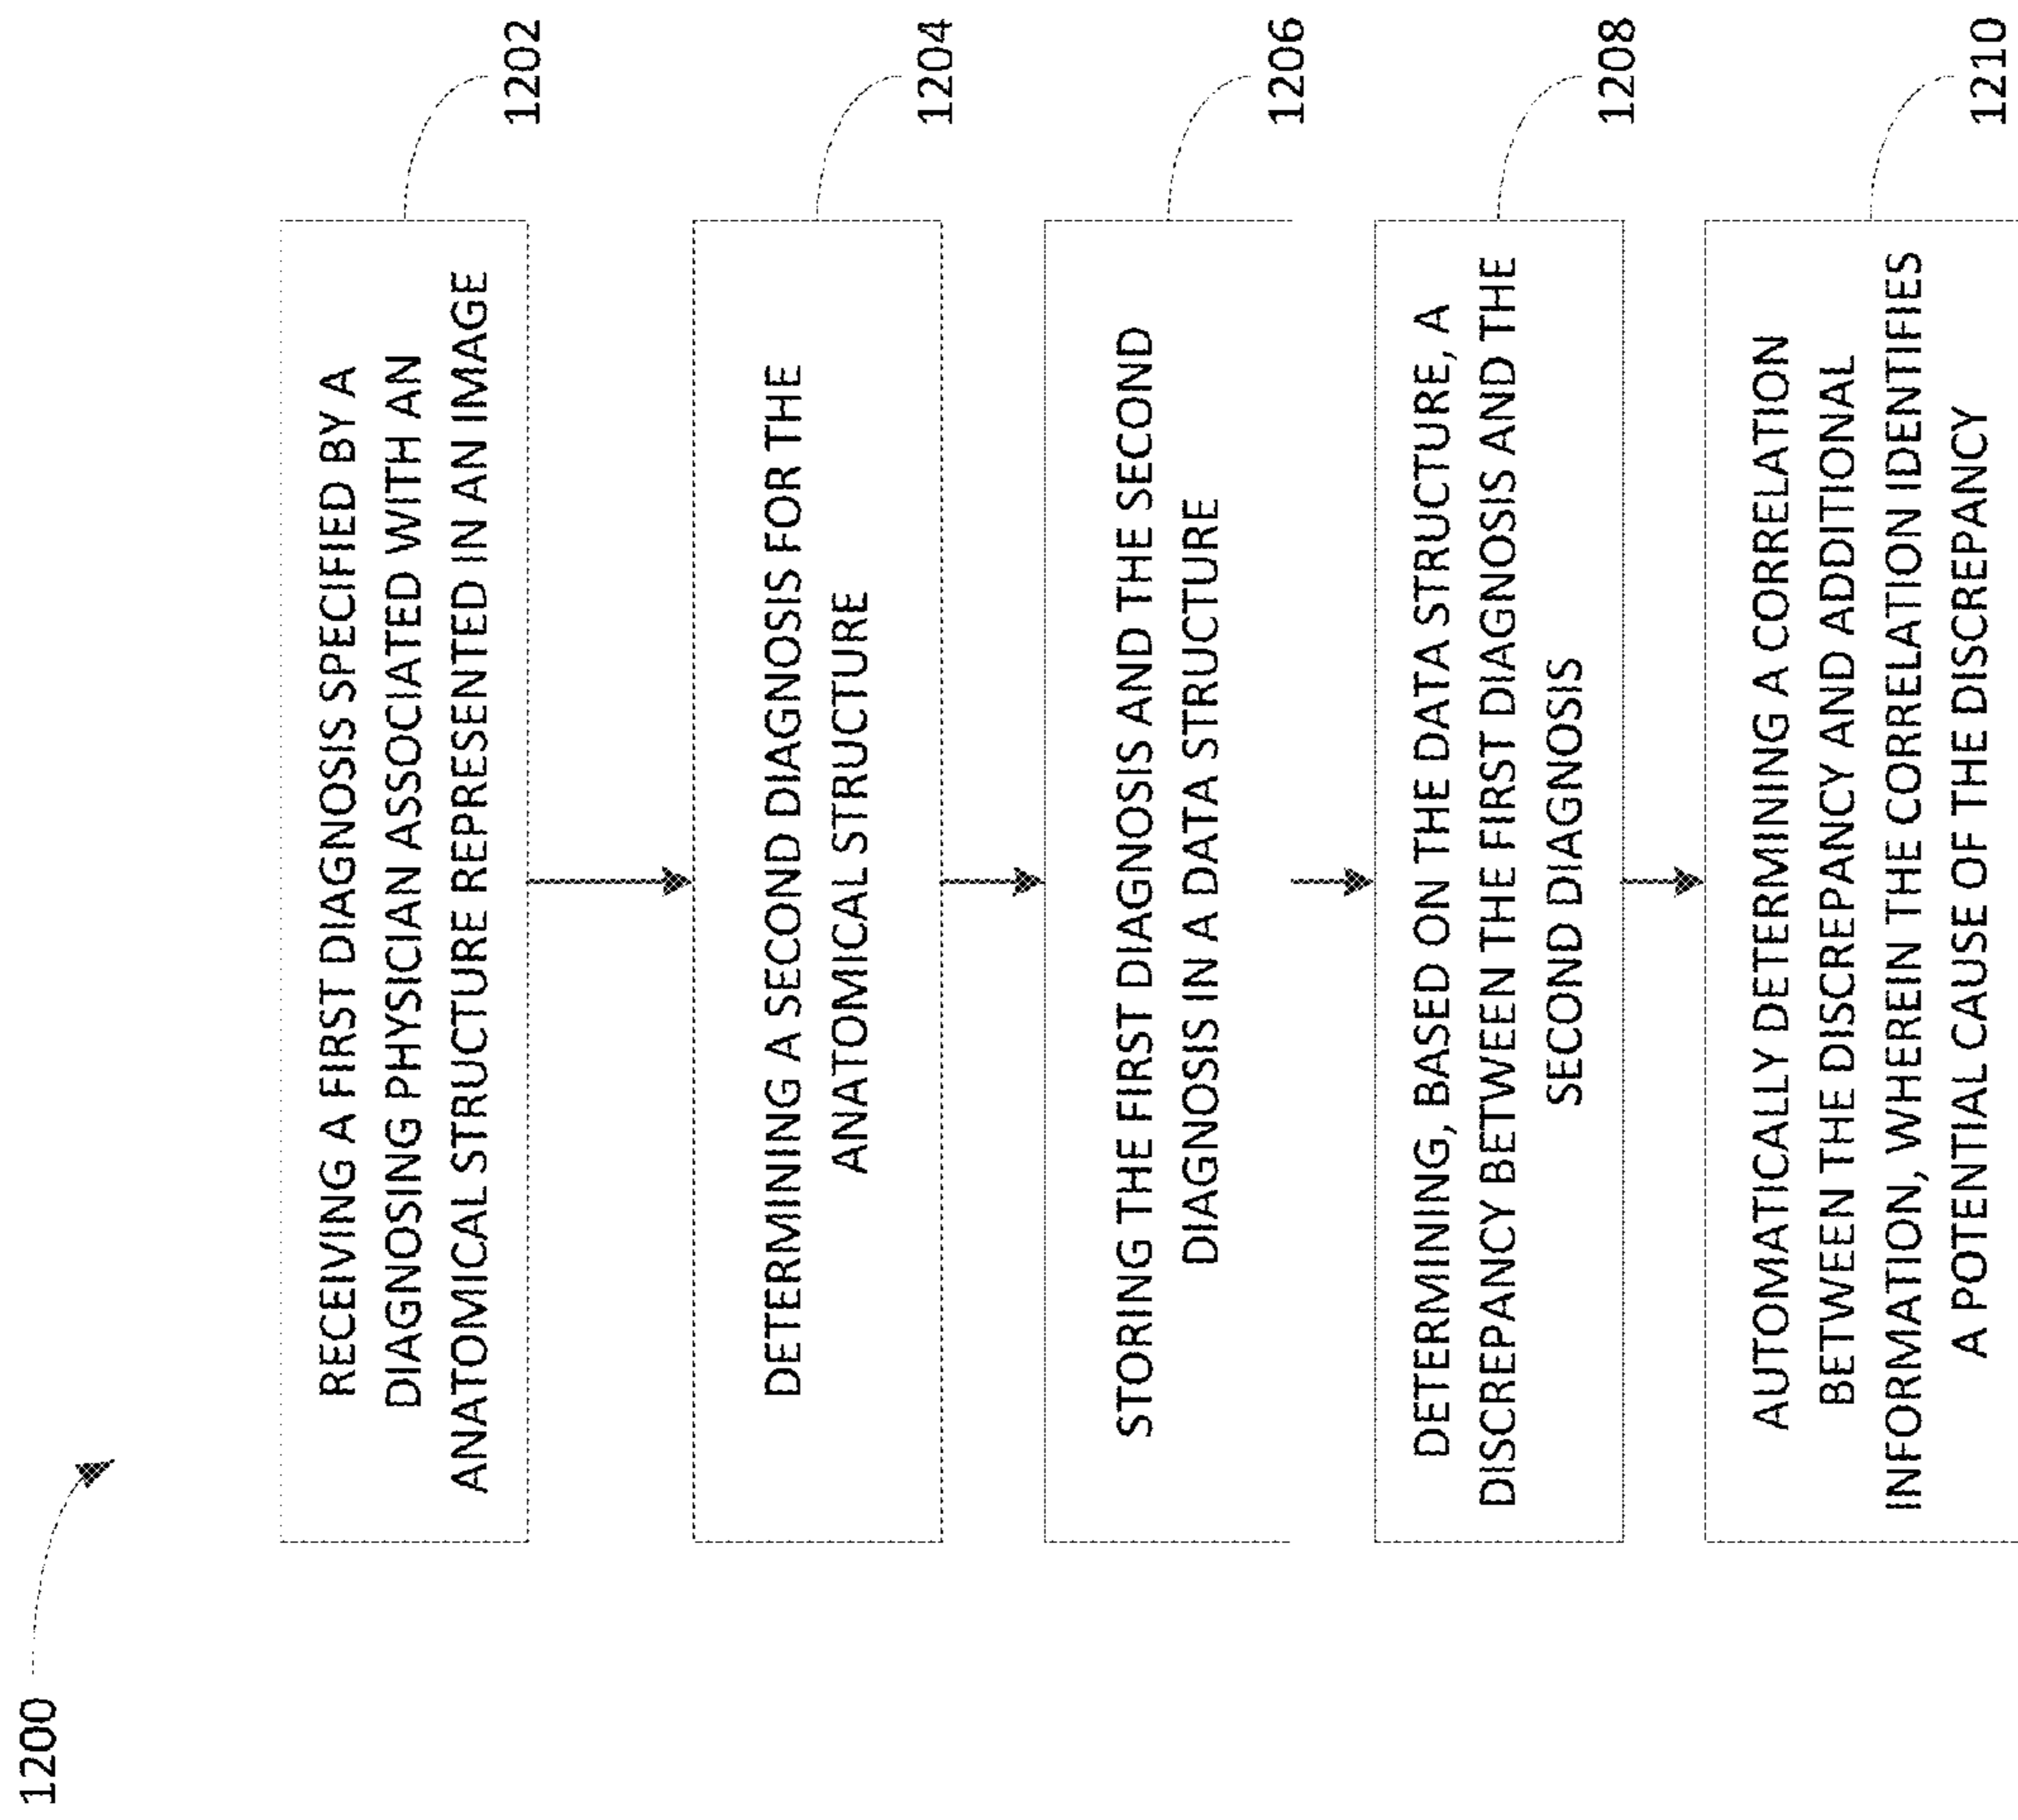 1200
RECEIVING A FIRST DIAGNOSIS SPECIFIED BY A
DIAGNOSING PHYSICIAN ASSOCIATED WITH AN
ANATOMICAL STRUCTURE REPRESENTED IN AN IMAGE
1202
DETERMINING A SECOND DIAGNOSIS FOR THE
ANATOMICAL STRUCTURE
1204
STORING THE FIRST DIAGNOSIS AND THE SECOND
DIAGNOSIS IN A DATA STRUCTURE
1206
DETERMINING, BASED ON THE DATA STRUCTURE, A
DISCREPANCY BETWEEN THE FIRST DIAGNOSIS AND THE
SECOND DIAGNOSIS
1208
AUTOMATICALLY DETERMINING A CORRELATION
BETWEEN THE DISCREPANCY AND ADDITIONAL
INFORMATION, WHEREIN THE CORRELATION IDENTIFIES
A POTENTIAL CAUSE OF THE DISCREPANCY
1210